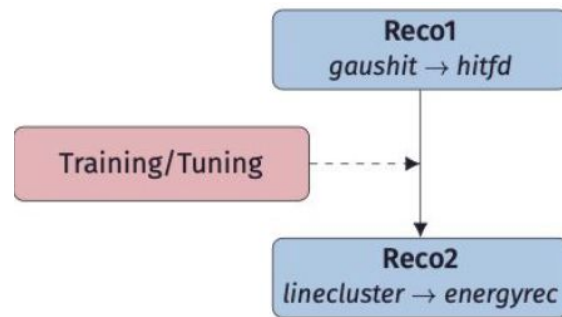 Reco1
gaushit → hitfd
Training/Tuning
Reco2
linecluster → energyrec